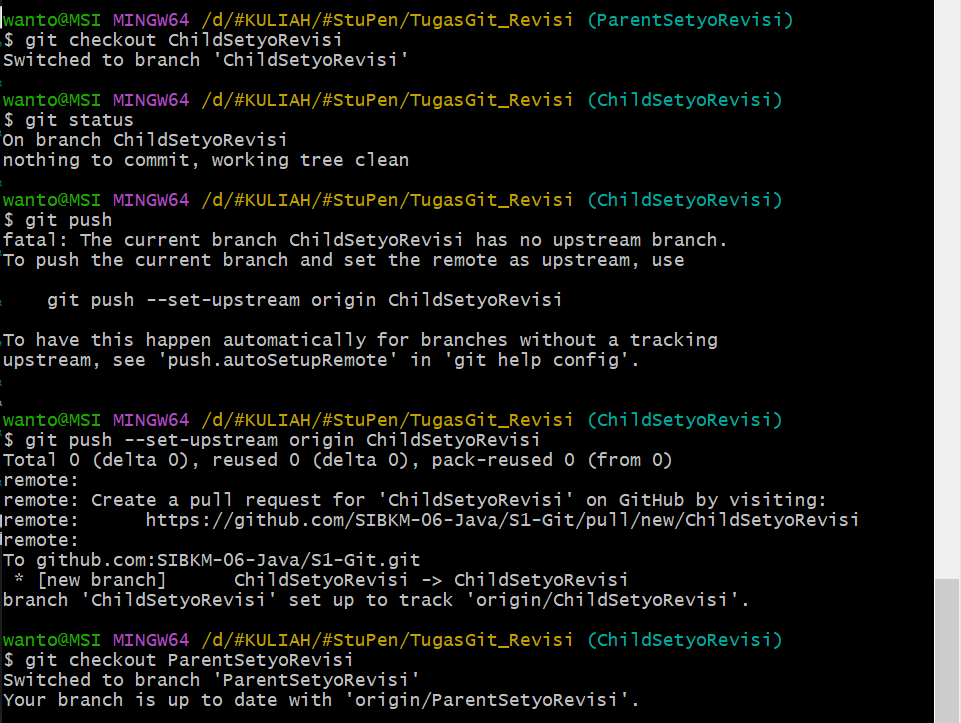 wanto@MSI MINGW64 /d/#KULIAH/#StuPen/TugasGit_Revisi (ParentSetyoRevisi)
$ git checkout ChildSetyoRevisi
Switched to branch 'ChildSetyoRevisi'
wanto@MSI MINGW64 /d/#KULIAH/#StuPen/TugasGit_Revisi (ChildSetyoRevisi)
$ git status
On branch ChildSetyoRevisi
nothing to commit, working tree clean
wanto@MSI MINGW64 /d/#KULIAH/#StuPen/TugasGit_Revisi (ChildSetyoRevisi)
$ git push
fatal: The current branch ChildSetyoRevisi has no upstream branch.
To push the current branch and set the remote as upstream, use
    git push --set-upstream origin ChildSetyoRevisi
To have this happen automatically for branches without a tracking
upstream, see 'push.autoSetupRemote' in 'git help config'.
wanto@MSI MINGW64 /d/#KULIAH/#StuPen/TugasGit_Revisi (ChildSetyoRevisi)
$ git push --set-upstream origin ChildSetyoRevisi
Total 0 (delta 0), reused 0 (delta 0), pack-reused 0 (from 0)
remote:
remote: Create a pull request for 'ChildSetyoRevisi' on GitHub by visiting:
remote:      https://github.com/SIBKM-06-Java/S1-Git/pull/new/ChildSetyoRevisi
remote:
To github.com:SIBKM-06-Java/S1-Git.git
 * [new branch]      ChildSetyoRevisi -> ChildSetyoRevisi
branch 'ChildSetyoRevisi' set up to track 'origin/ChildSetyoRevisi'.
wanto@MSI MINGW64 /d/#KULIAH/#StuPen/TugasGit_Revisi (ChildSetyoRevisi)
$ git checkout ParentSetyoRevisi
Switched to branch 'ParentSetyoRevisi'
Your branch is up to date with 'origin/ParentSetyoRevisi'.